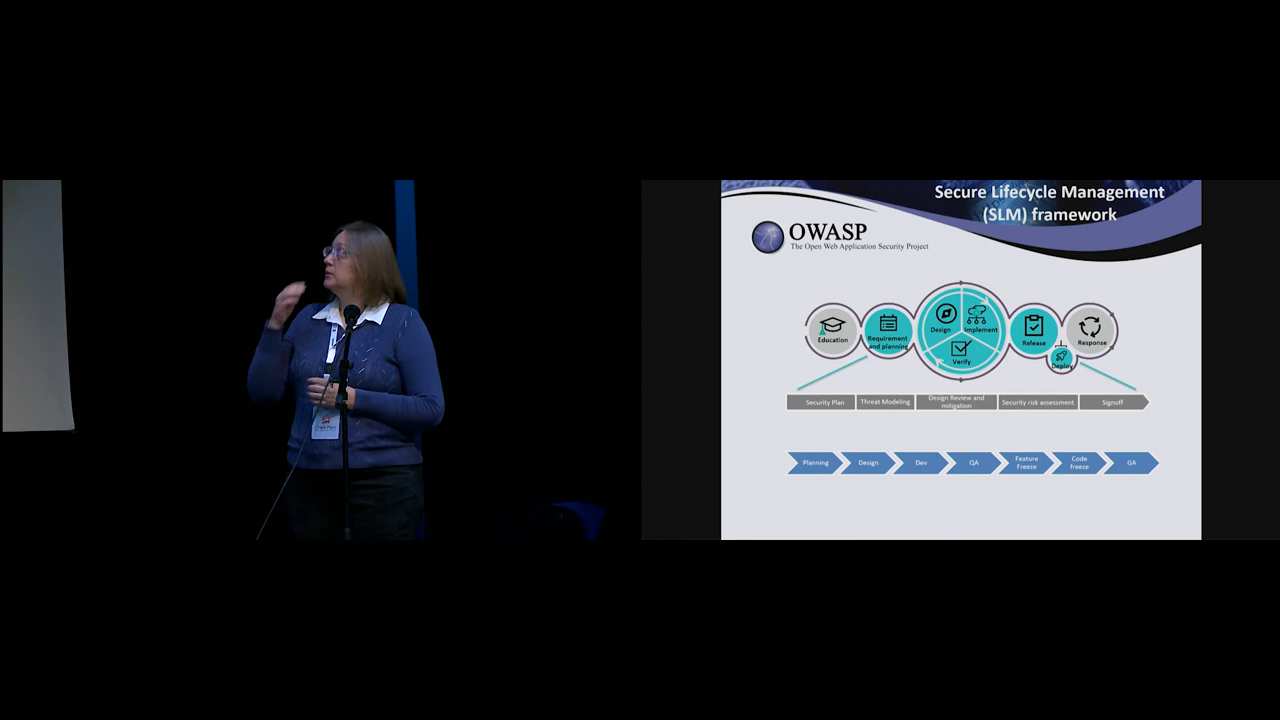 Secure Lifecycle Management
(SLM) framework
OWASP
The Open Web Application Security Project
Education
Requirement
and planning
Design
Implement
Verify
Release
Deploy
Response
Security Plan
Threat Modeling
Design Review and
mitigation
Security risk assessment
Signoff
Planning
Design
Dev
QA
Feature
Freeze
Code
freeze
GA